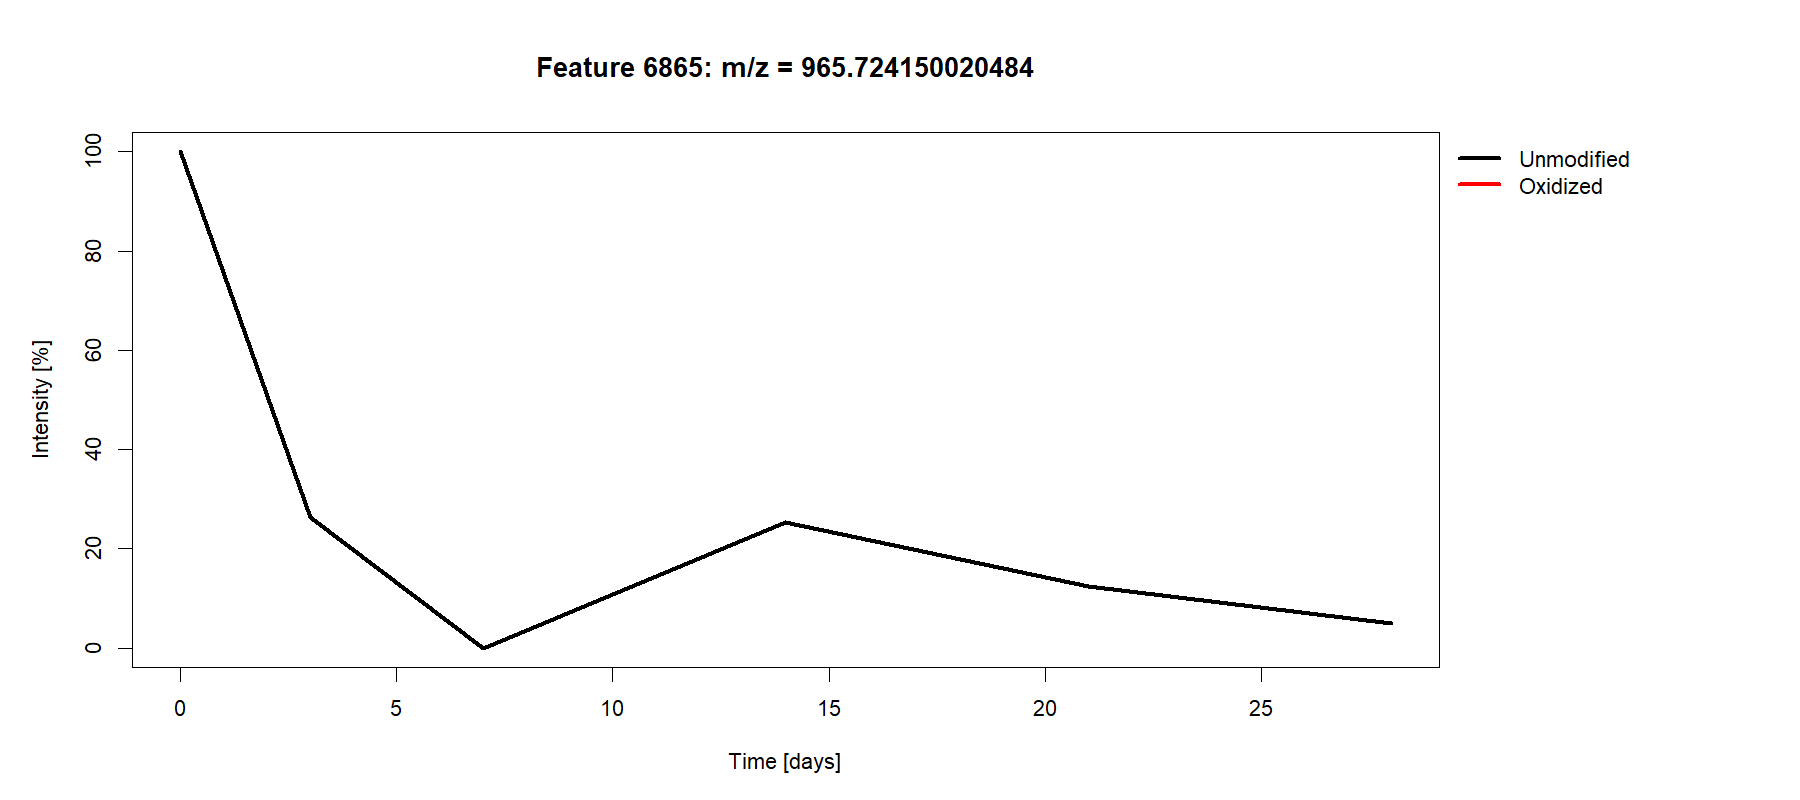 Feature 6865: m/z = 965.724150020484
Unmodified
Oxidized
Intensity [%]
100
80
60
40
20
0
0 5 10 15 20 25
Time [days]